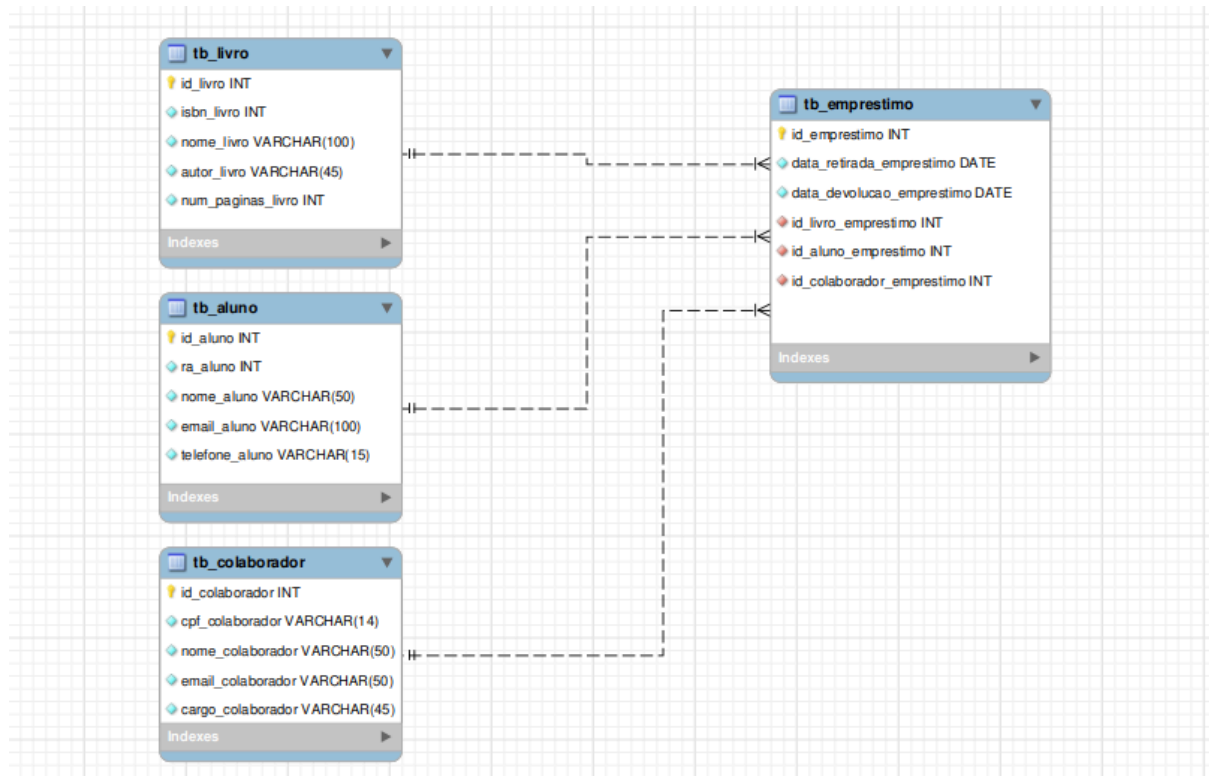 tb_livro
id_livro INT
isbn_livro INT
nome_livro VARCHAR(100)
autor_livro VARCHAR(45)
num_paginas_livro INT
Indexes
tb_aluno
id_aluno INT
ra_aluno INT
nome_aluno VARCHAR(50)
email_aluno VARCHAR(100)
telefone_aluno VARCHAR(15)
Indexes
tb_colaborador
id_colaborador INT
cpf_colaborador VARCHAR(14)
nome_colaborador VARCHAR(50)
email_colaborador VARCHAR(50)
cargo_colaborador VARCHAR(45)
Indexes
tb_emprestimo
id_emprestimo INT
data_retirada_emprestimo DATE
data_devolucao_emprestimo DATE
id_livro_emprestimo INT
id_aluno_emprestimo INT
id_colaborador_emprestimo INT
Indexes